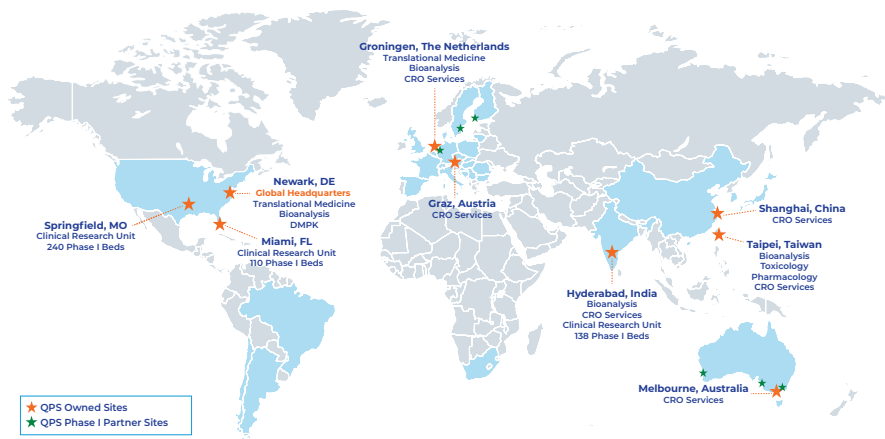 Groningen, The Netherlands
Translational Medicine
Bioanalysis
CRO Services
Newark, DE
Global Headquarters
Translational Medicine
Bioanalysis
DMPK
Springfield, MO
Clinical Research Unit
240 Phase I Beds
Miami, FL
Clinical Research Unit
110 Phase I Beds
Graz, Austria
CRO Services
Shanghai, China
CRO Services
Taipei, Taiwan
Bioanalysis
Toxicology
Pharmacology
CRO Services
Hyderabad, India
Bioanalysis
CRO Services
Clinical Research Unit
138 Phase I Beds
Melbourne, Australia
CRO Services
QPS Owned Sites
QPS Phase I Partner Sites